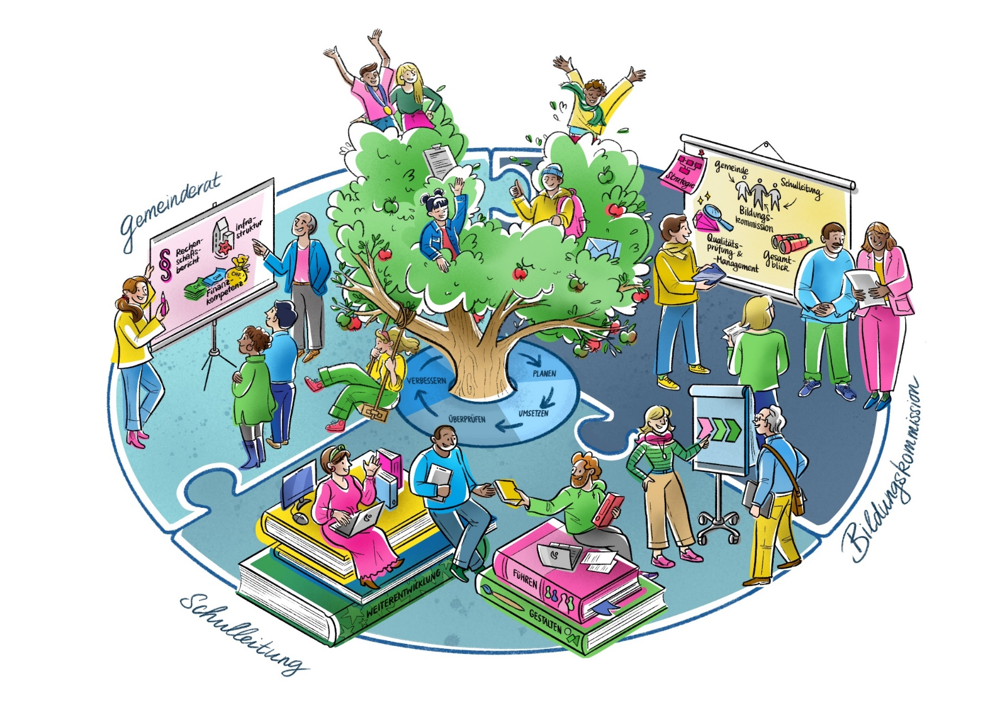 Gemeinderat
Rechen-
schafts-
bericht
Infra-
struktur
CHF
CHF
CHF
Finanz
kompetenz
Strategie
Gemeinde
Schulleitung
Bildungs-
kommission
Qualitäts-
prüfung &
-Management
Gesamt-
blick
Bildungskommission
PLANEN
UMSETZEN
ÜBERPRÜFEN
VERBESSERN
WEITERENTWICKLUNG
FÜHREN
GESTALTEN
Schulleitung